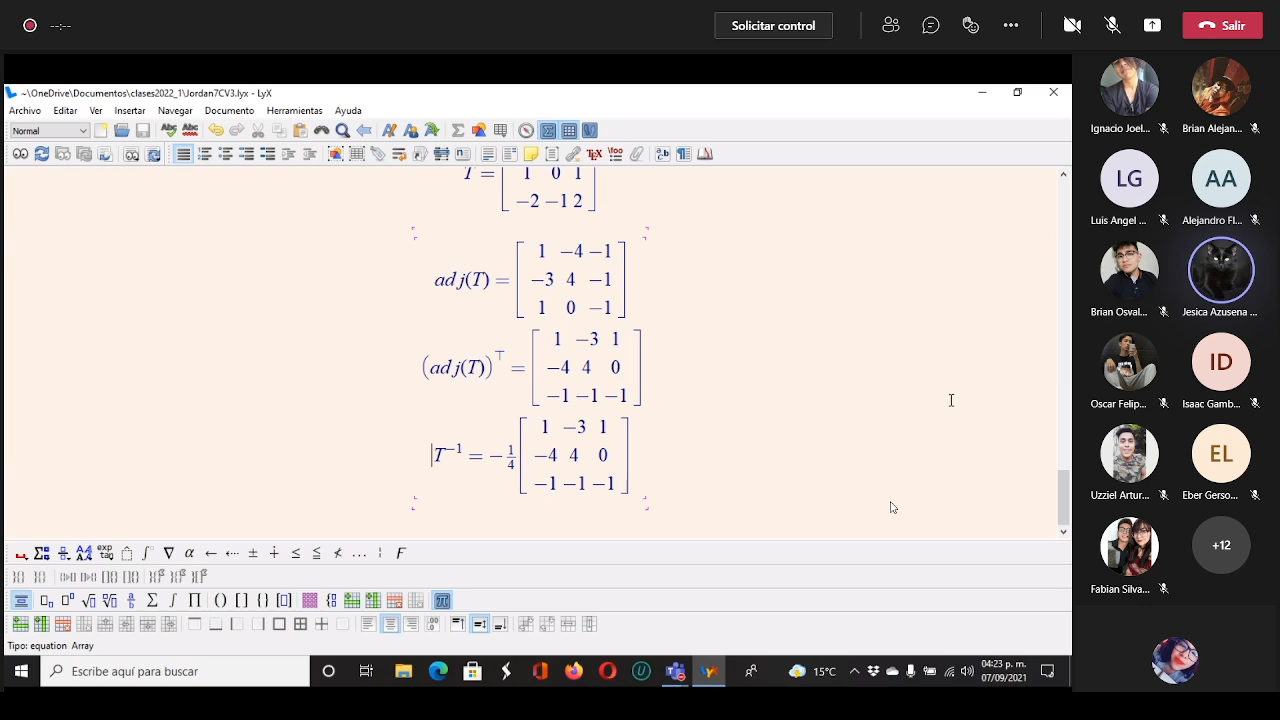 --:--
Solicitar control
Salir
~\OneDrive\Documentos\clases2022_1\Jordan7CV3.lyx - LyX
Archivo Editar Ver Insertar Navegar Documento Herramientas Ayuda
Normal
T = [ 1 0 1
−2 −1 2 ]
adj(T) = [ 1 −4 −1
−3 4 −1
1 0 −1 ]
(adj(T))⊤ = [ 1 −3 1
−4 4 0
−1 −1 −1 ]
T−1 = −1/4 [ 1 −3 1
−4 4 0
−1 −1 −1 ]
Tipo: equation Array
Escribe aquí para buscar
15°C
04:23 p. m.
07/09/2021
Ignacio Joel...
Brian Alejan...
LG
AA
Luis Angel ...
Alejandro Fl...
Brian Osval...
Jesica Azusena ...
ID
Oscar Felip...
Isaac Gamb...
EL
Uzziel Artur...
Eber Gerso...
+12
Fabian Silva...